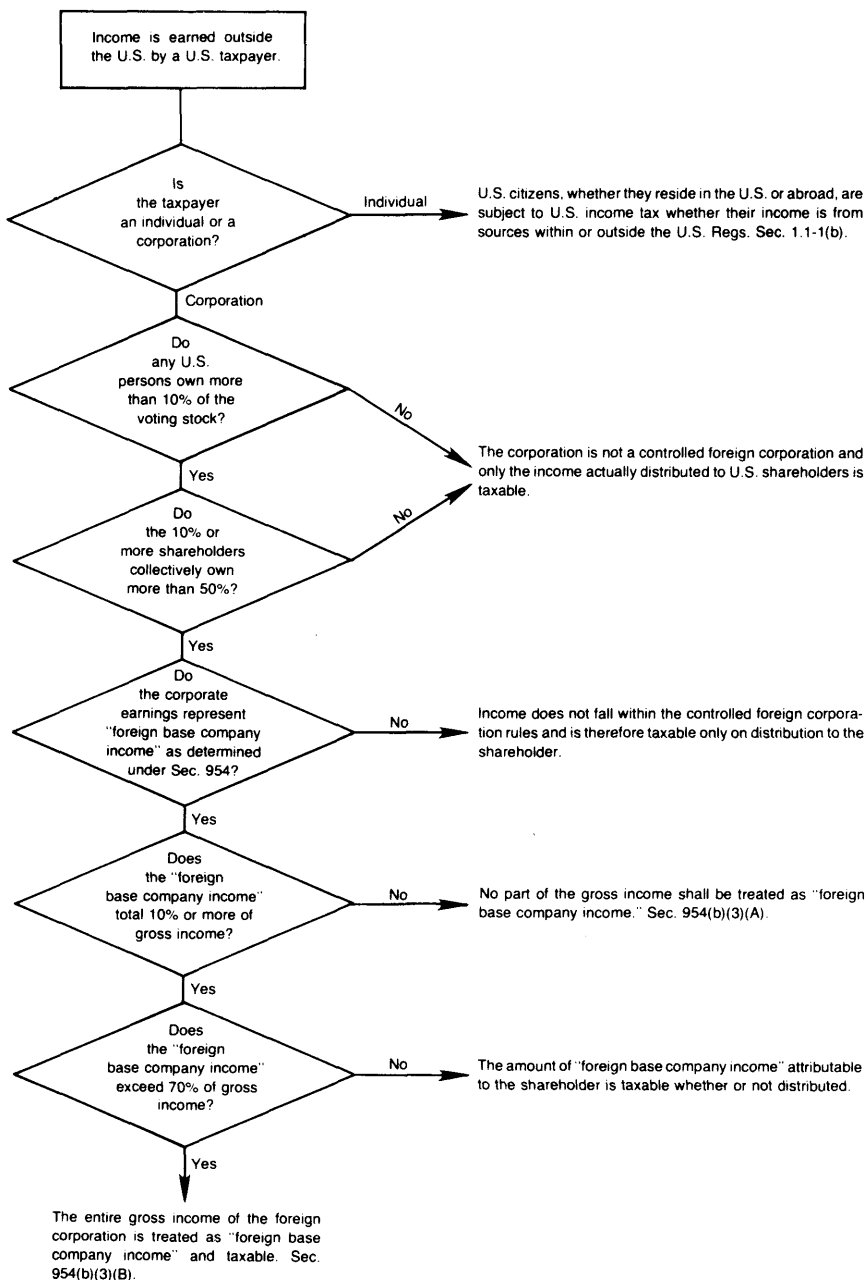 Income is earned outside
the U.S. by a U.S. taxpayer.
Is
the taxpayer
an individual or a
corporation?
Individual
U.S. citizens, whether they reside in the U.S. or abroad, are
subject to U.S. income tax whether their income is from
sources within or outside the U.S. Regs. Sec. 1.1-1(b).
Corporation
Do
any U.S.
persons own more
than 10% of the
voting stock?
No
The corporation is not a controlled foreign corporation and
only the income actually distributed to U.S. shareholders is
taxable.
Yes
Do
the 10% or
more shareholders
collectively own
more than 50%?
No
Yes
Do
the corporate
earnings represent
"foreign base company
income" as determined
under Sec. 954?
No
Income does not fall within the controlled foreign corpora-
tion rules and is therefore taxable only on distribution to the
shareholder.
Yes
Does
the "foreign
base company income"
total 10% or more of
gross income?
No
No part of the gross income shall be treated as "foreign
base company income." Sec. 954(b)(3)(A).
Yes
Does
the "foreign
base company income"
exceed 70% of gross
income?
No
The amount of "foreign base company income" attributable
to the shareholder is taxable whether or not distributed.
Yes
The entire gross income of the foreign
corporation is treated as "foreign base
company income" and taxable. Sec.
954(b)(3)(B).